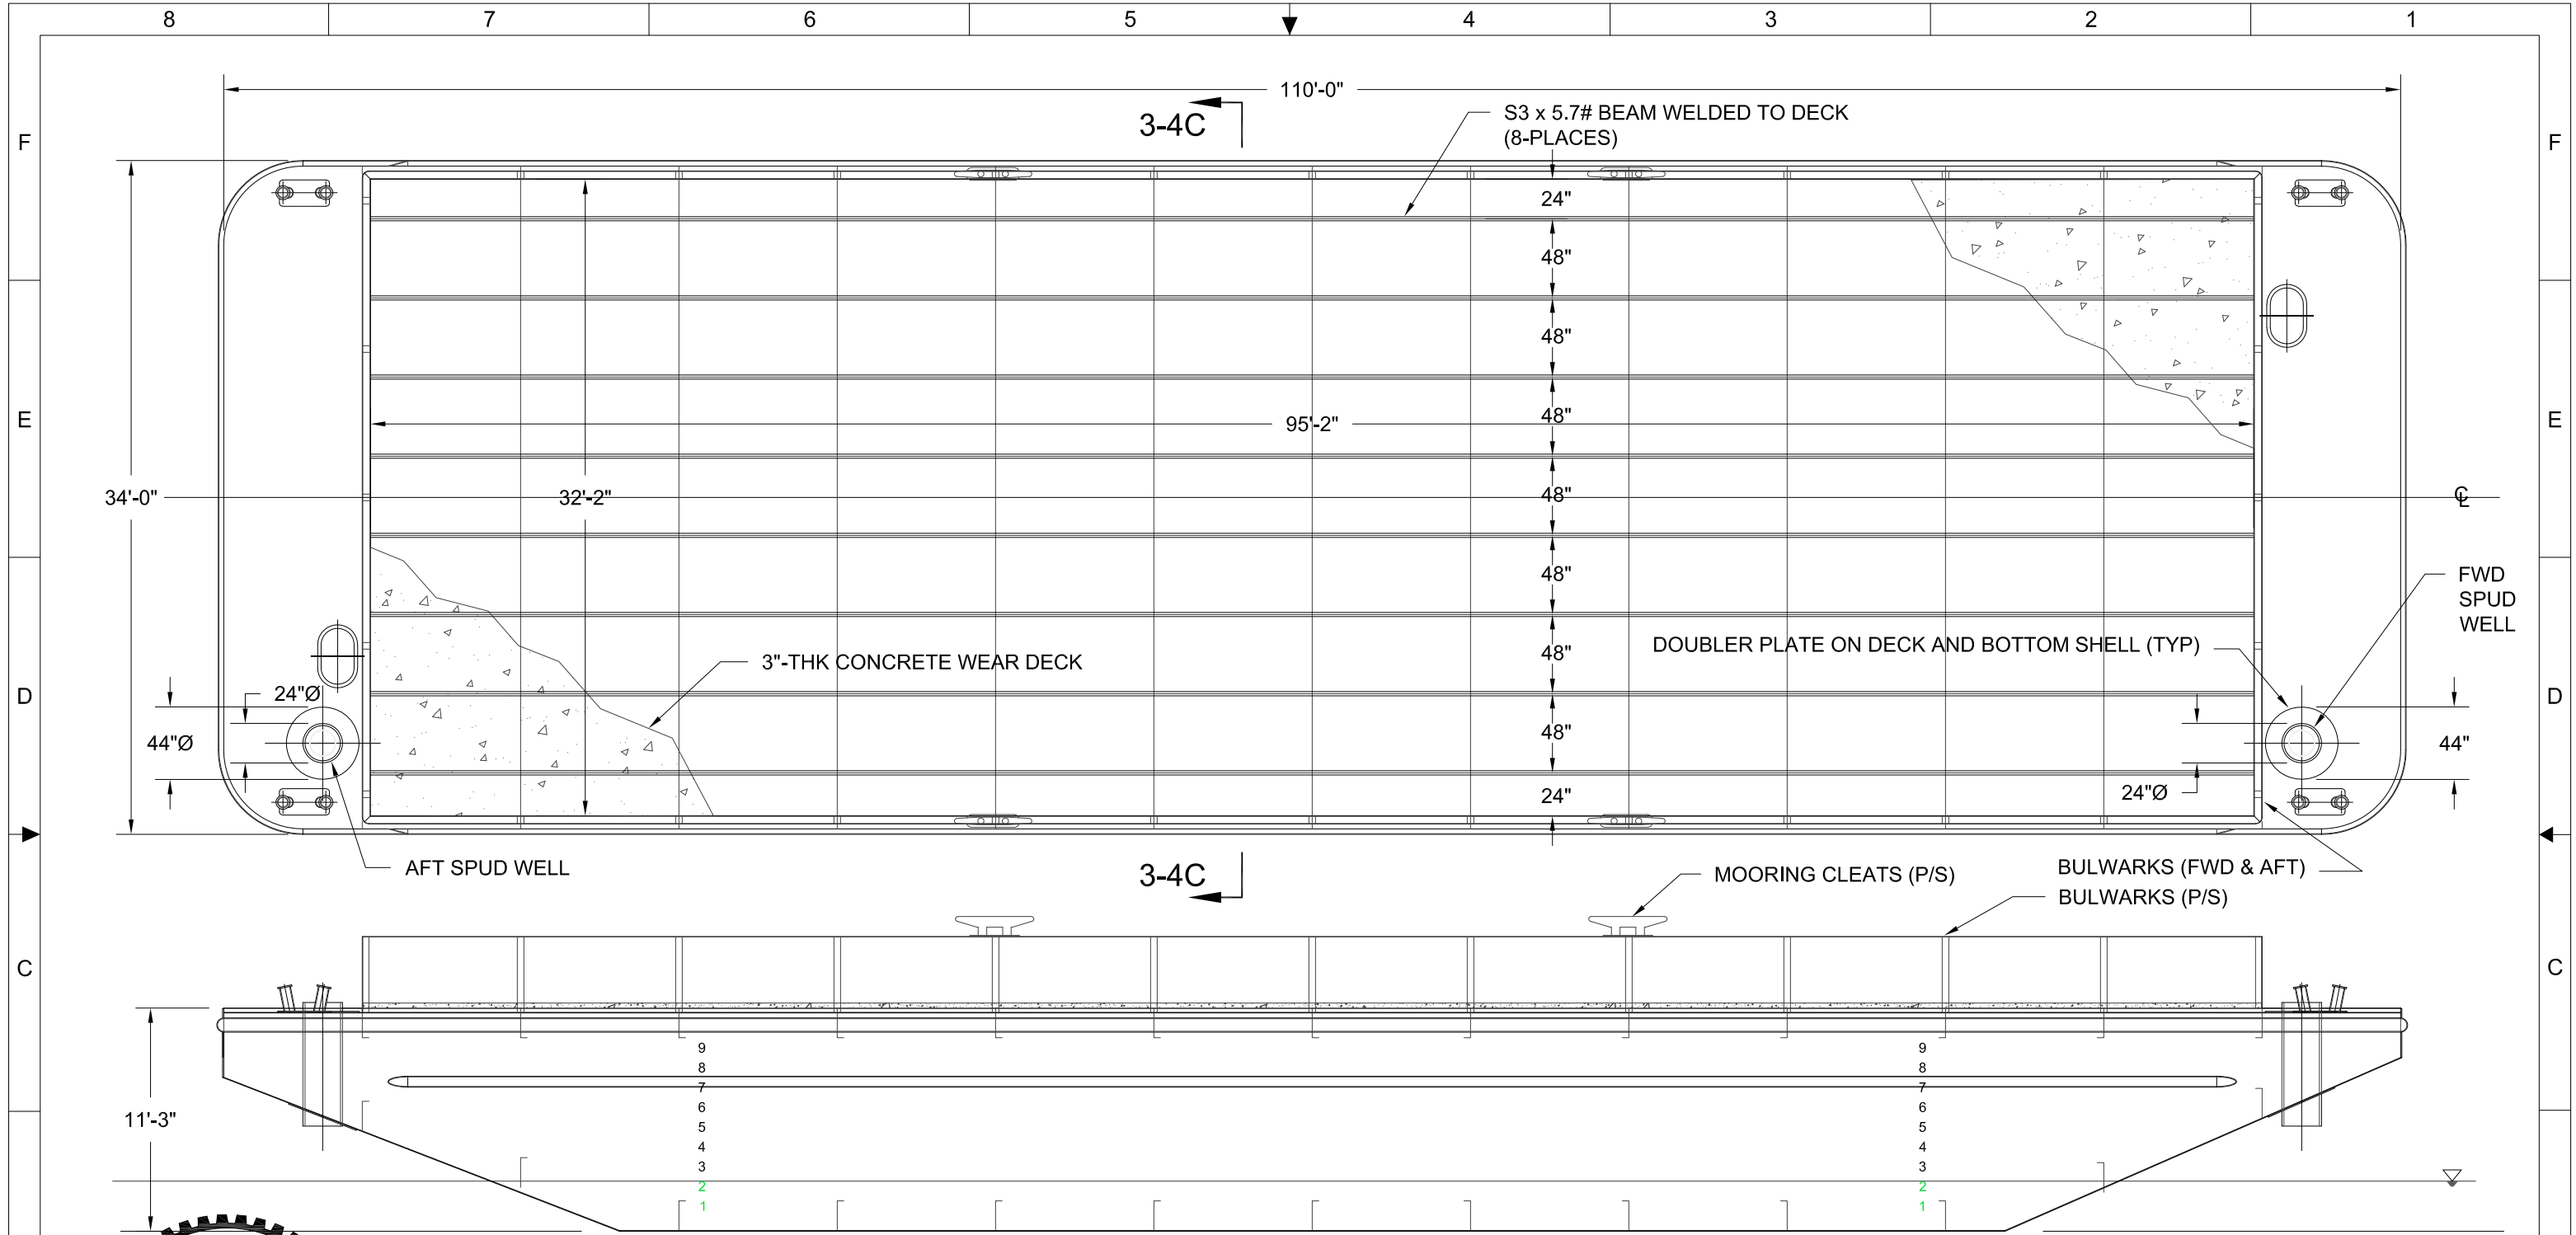 8 7 6 5 4 3 2 1
110'-0"
3-4C
S3 x 5.7# BEAM WELDED TO DECK
(8-PLACES)
F F
24"
48"
48"
E E
48"
95'-2"
34'-0" 32'-2" 48" ℄
48"
FWD
SPUD
WELL
48"
DOUBLER PLATE ON DECK AND BOTTOM SHELL (TYP)
3"-THK CONCRETE WEAR DECK
D D
24"Ø
44"Ø 48" 44"
24" 24"Ø
AFT SPUD WELL
3-4C
MOORING CLEATS (P/S)
BULWARKS (FWD & AFT)
BULWARKS (P/S)
C C
9 9
8 8
7 7
6 6
11'-3"
5 5
4 4
3 3
2 2
1 1